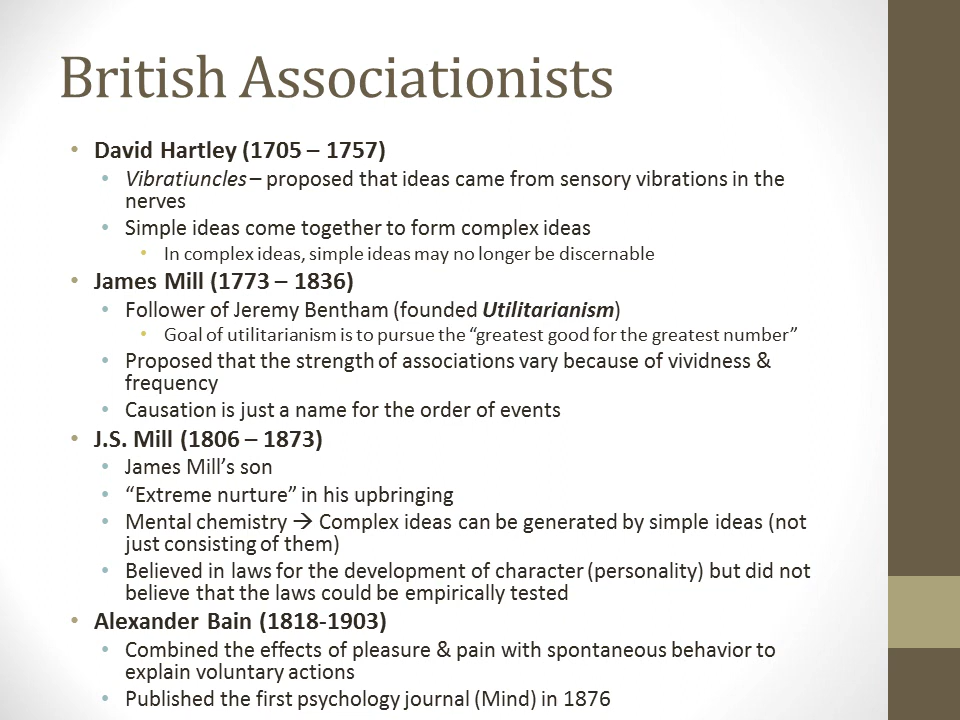 British Associationists
• David Hartley (1705 – 1757)
• Vibratiuncles – proposed that ideas came from sensory vibrations in the
nerves
• Simple ideas come together to form complex ideas
• In complex ideas, simple ideas may no longer be discernable
• James Mill (1773 – 1836)
• Follower of Jeremy Bentham (founded Utilitarianism)
• Goal of utilitarianism is to pursue the “greatest good for the greatest number”
• Proposed that the strength of associations vary because of vividness &
frequency
• Causation is just a name for the order of events
• J.S. Mill (1806 – 1873)
• James Mill’s son
• “Extreme nurture” in his upbringing
• Mental chemistry → Complex ideas can be generated by simple ideas (not
just consisting of them)
• Believed in laws for the development of character (personality) but did not
believe that the laws could be empirically tested
• Alexander Bain (1818-1903)
• Combined the effects of pleasure & pain with spontaneous behavior to
explain voluntary actions
• Published the first psychology journal (Mind) in 1876